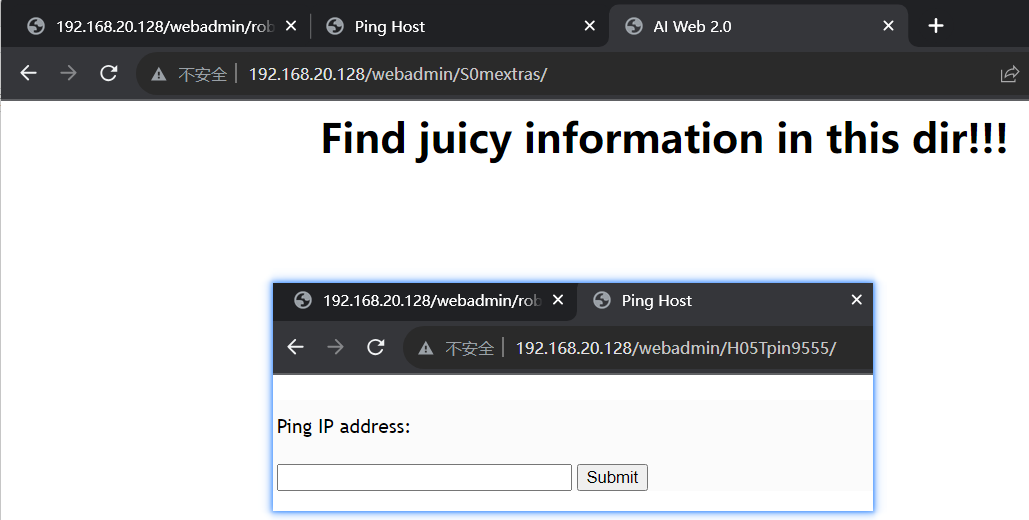 192.168.20.128/webadmin/rob
Ping Host
AI Web 2.0
不安全 192.168.20.128/webadmin/S0mextras/
Find juicy information in this dir!!!
192.168.20.128/webadmin/rob
Ping Host
不安全 192.168.20.128/webadmin/H05Tpin9555/
Ping IP address:
Submit